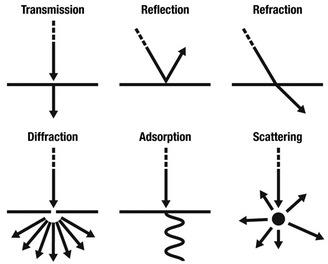 Transmission
Reflection
Refraction
Diffraction
Adsorption
Scattering